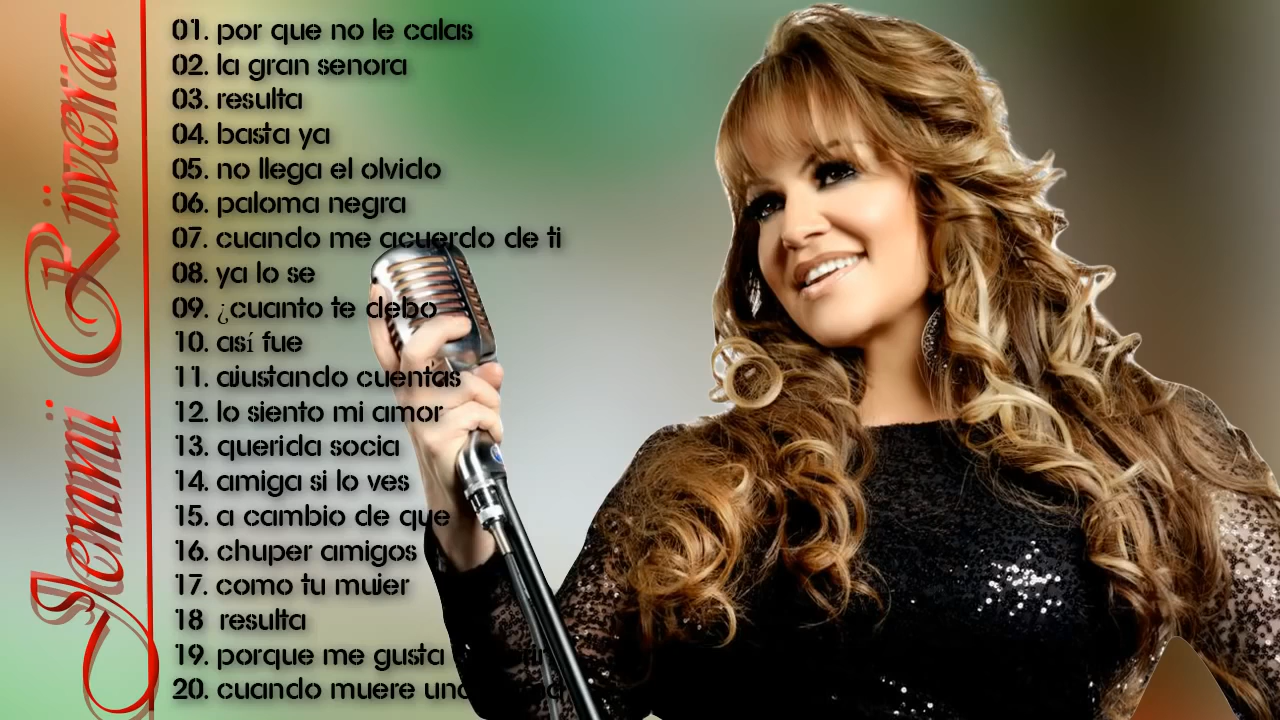 Jenni Rivera
01. por que no le calas
02. la gran senora
03. resulta
04. basta ya
05. no llega el olvido
06. paloma negra
07. cuando me acuerdo de ti
08. ya lo se
09. ¿cuanto te debo
10. así fue
11. ajustando cuentas
12. lo siento mi amor
13. querida socia
14. amiga si lo ves
15. a cambio de que
16. chuper amigos
17. como tu mujer
18 resulta
19. porque me gusta
20. cuando muere